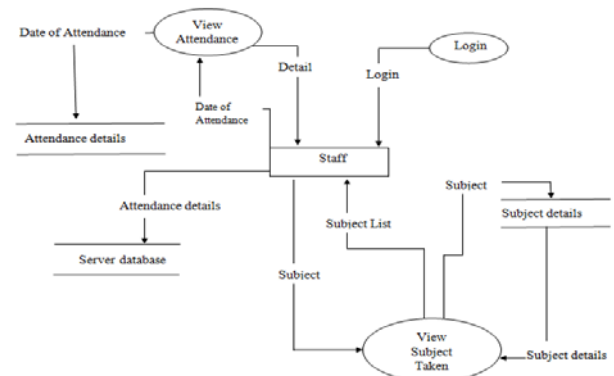 View
Attendance
Date of Attendance
Login
Detail
Login
Date of
Attendance
Attendance details
Staff
Subject
Attendance details
Subject List
Subject details
Server database
Subject
View
Subject
Taken
Subject details